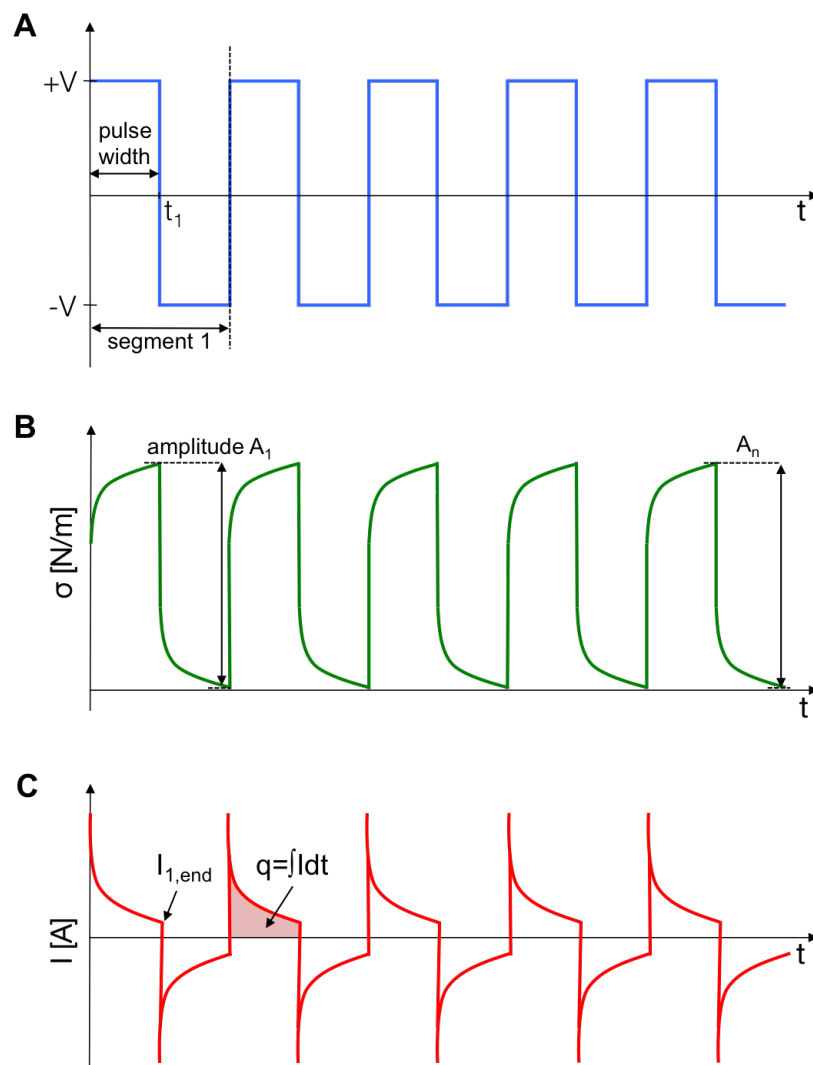 A
+V
pulse
width
t₁
t
-V
segment 1
B
amplitude A₁
Aₙ
σ [N/m]
t
C
I₁,end
q=∫Idt
I [A]
t